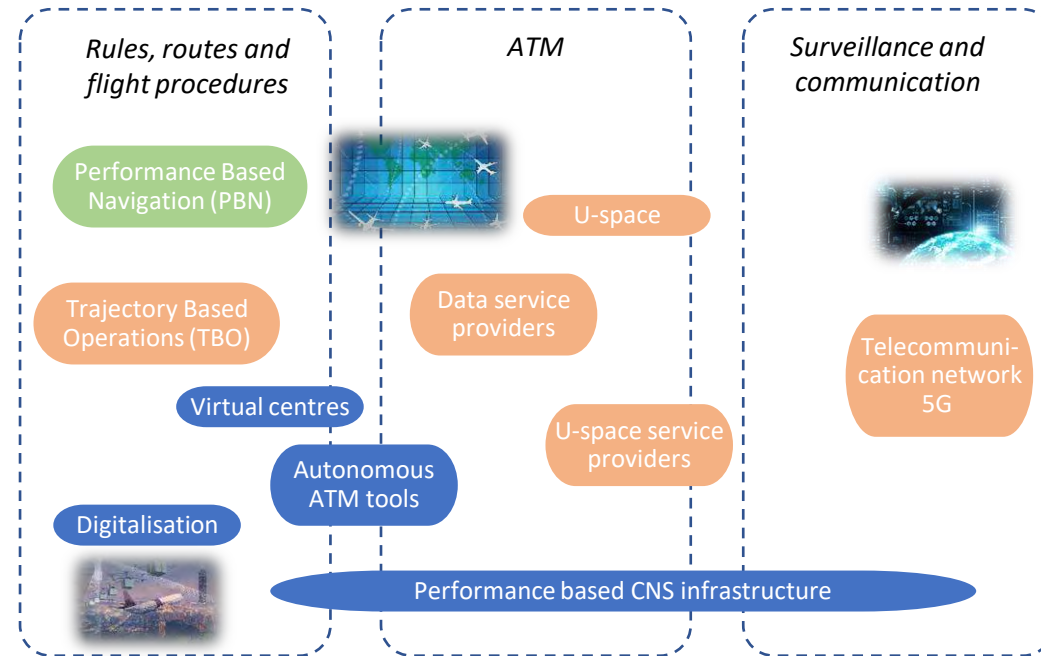 Rules, routes and
flight procedures
ATM
Surveillance and
communication
Performance Based
Navigation (PBN)
U-space
Trajectory Based
Operations (TBO)
Data service
providers
Telecommuni-
cation network
5G
Virtual centres
U-space service
providers
Autonomous
ATM tools
Digitalisation
Performance based CNS infrastructure